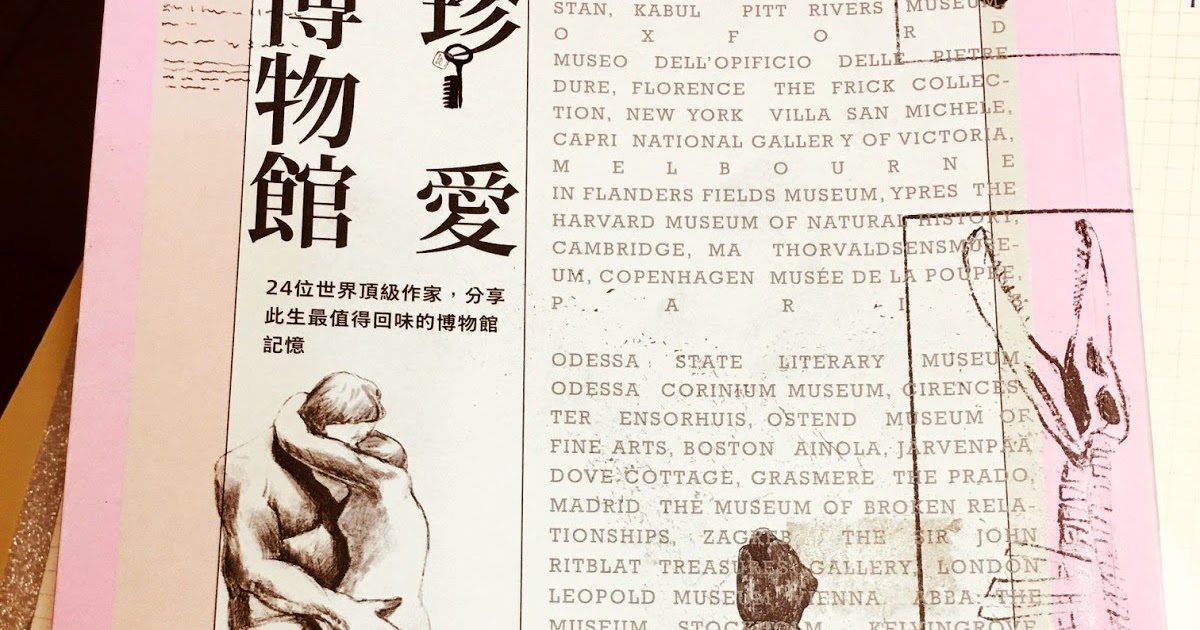 珍愛
博物館
24位世界頂級作家，分享
此生最值得回味的博物館
記憶
STAN, KABUL PITT RIVERS MUSEUM,
O X F O R D
MUSEO DELL'OPIFICIO DELLE PIETRE
DURE, FLORENCE THE FRICK COLLEC-
TION, NEW YORK VILLA SAN MICHELE,
CAPRI NATIONAL GALLERY OF VICTORIA,
M E L B O U R N E
IN FLANDERS FIELDS MUSEUM, YPRES THE
HARVARD MUSEUM OF NATURAL HISTORY,
CAMBRIDGE, MA THORVALDSENSMUSE-
UM, COPENHAGEN MUSÉE DE LA POUPÉE,
P A R I
ODESSA STATE LITERARY MUSEUM,
ODESSA CORINIUM MUSEUM, CIRENCES-
TER ENSORHUIS, OSTEND MUSEUM OF
FINE ARTS, BOSTON AINOLA, JÄRVENPÄÄ
DOVE COTTAGE, GRASMERE THE PRADO,
MADRID THE MUSEUM OF BROKEN RELA-
TIONSHIPS, ZAGREB THE SIR JOHN
RITBLAT TREASURES GALLERY, LONDON
LEOPOLD MUSEUM, VIENNA ABBA: THE
MUSEUM, STOCKHOLM KELVINGROVE